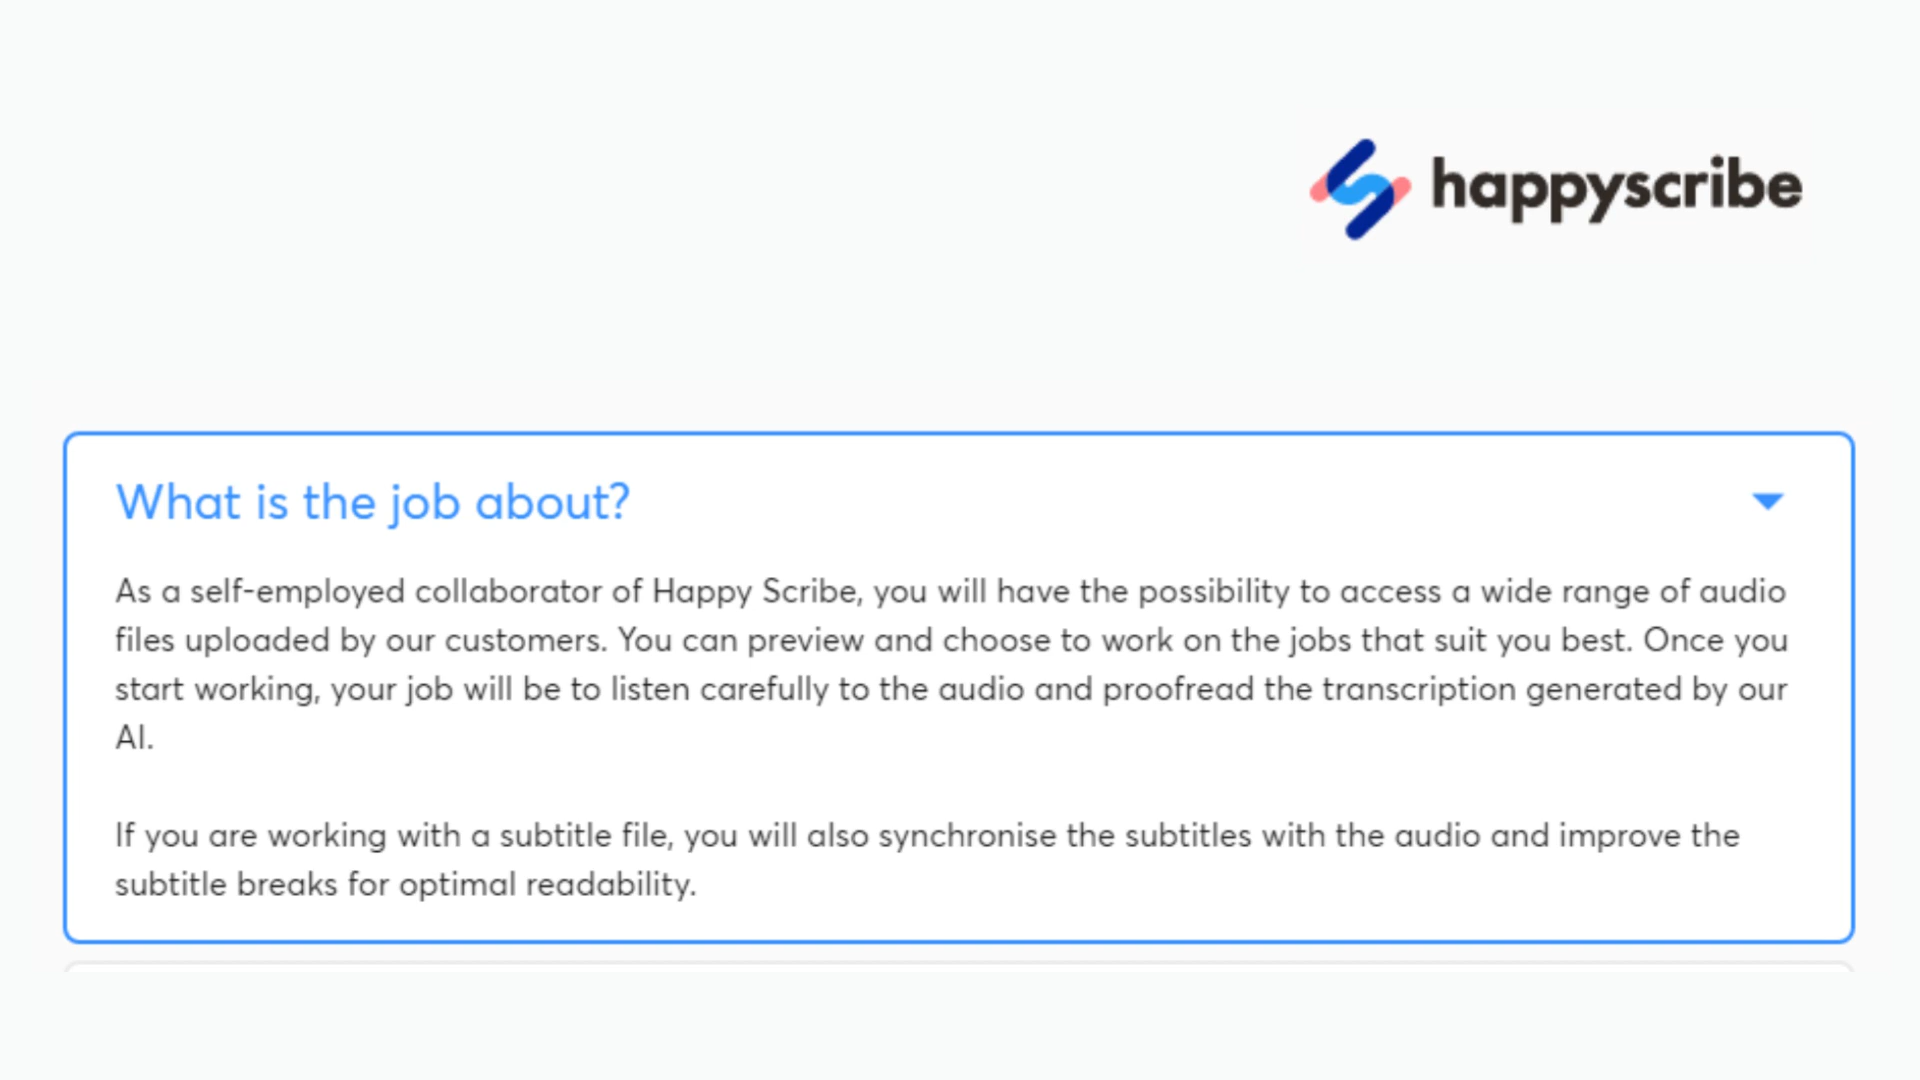 happyscribe
What is the job about?
As a self-employed collaborator of Happy Scribe, you will have the possibility to access a wide range of audio
files uploaded by our customers. You can preview and choose to work on the jobs that suit you best. Once you
start working, your job will be to listen carefully to the audio and proofread the transcription generated by our
AI.
If you are working with a subtitle file, you will also synchronise the subtitles with the audio and improve the
subtitle breaks for optimal readability.